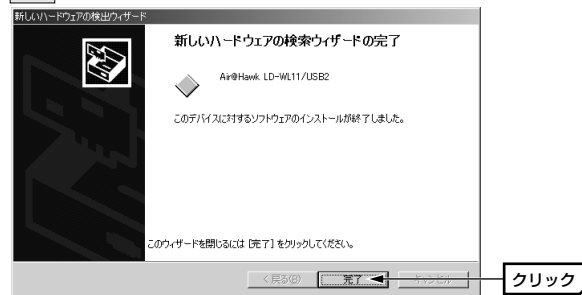 新しいハードウェアの検出ウィザード
新しいハードウェアの検索ウィザードの完了
Air@Hawk LD-WL11/USB2
このデバイスに対するソフトウェアのインストールが終了しました。
このウィザードを閉じるには [完了] をクリックしてください。
< 戻る(B)
完了
キャンセル
クリック